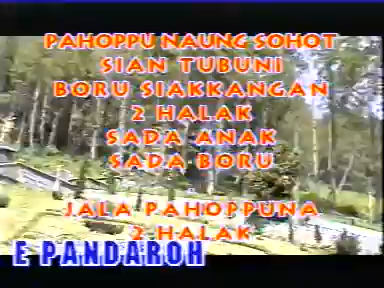 PAHOPPU NAUNG SOHOT
SIAN TUBUNI
BORU SIAKKANGAN
2 HALAK
SADA ANAK
SADA BORU
JALA PAHOPPUNA
2 HALAK
E PANDAROH